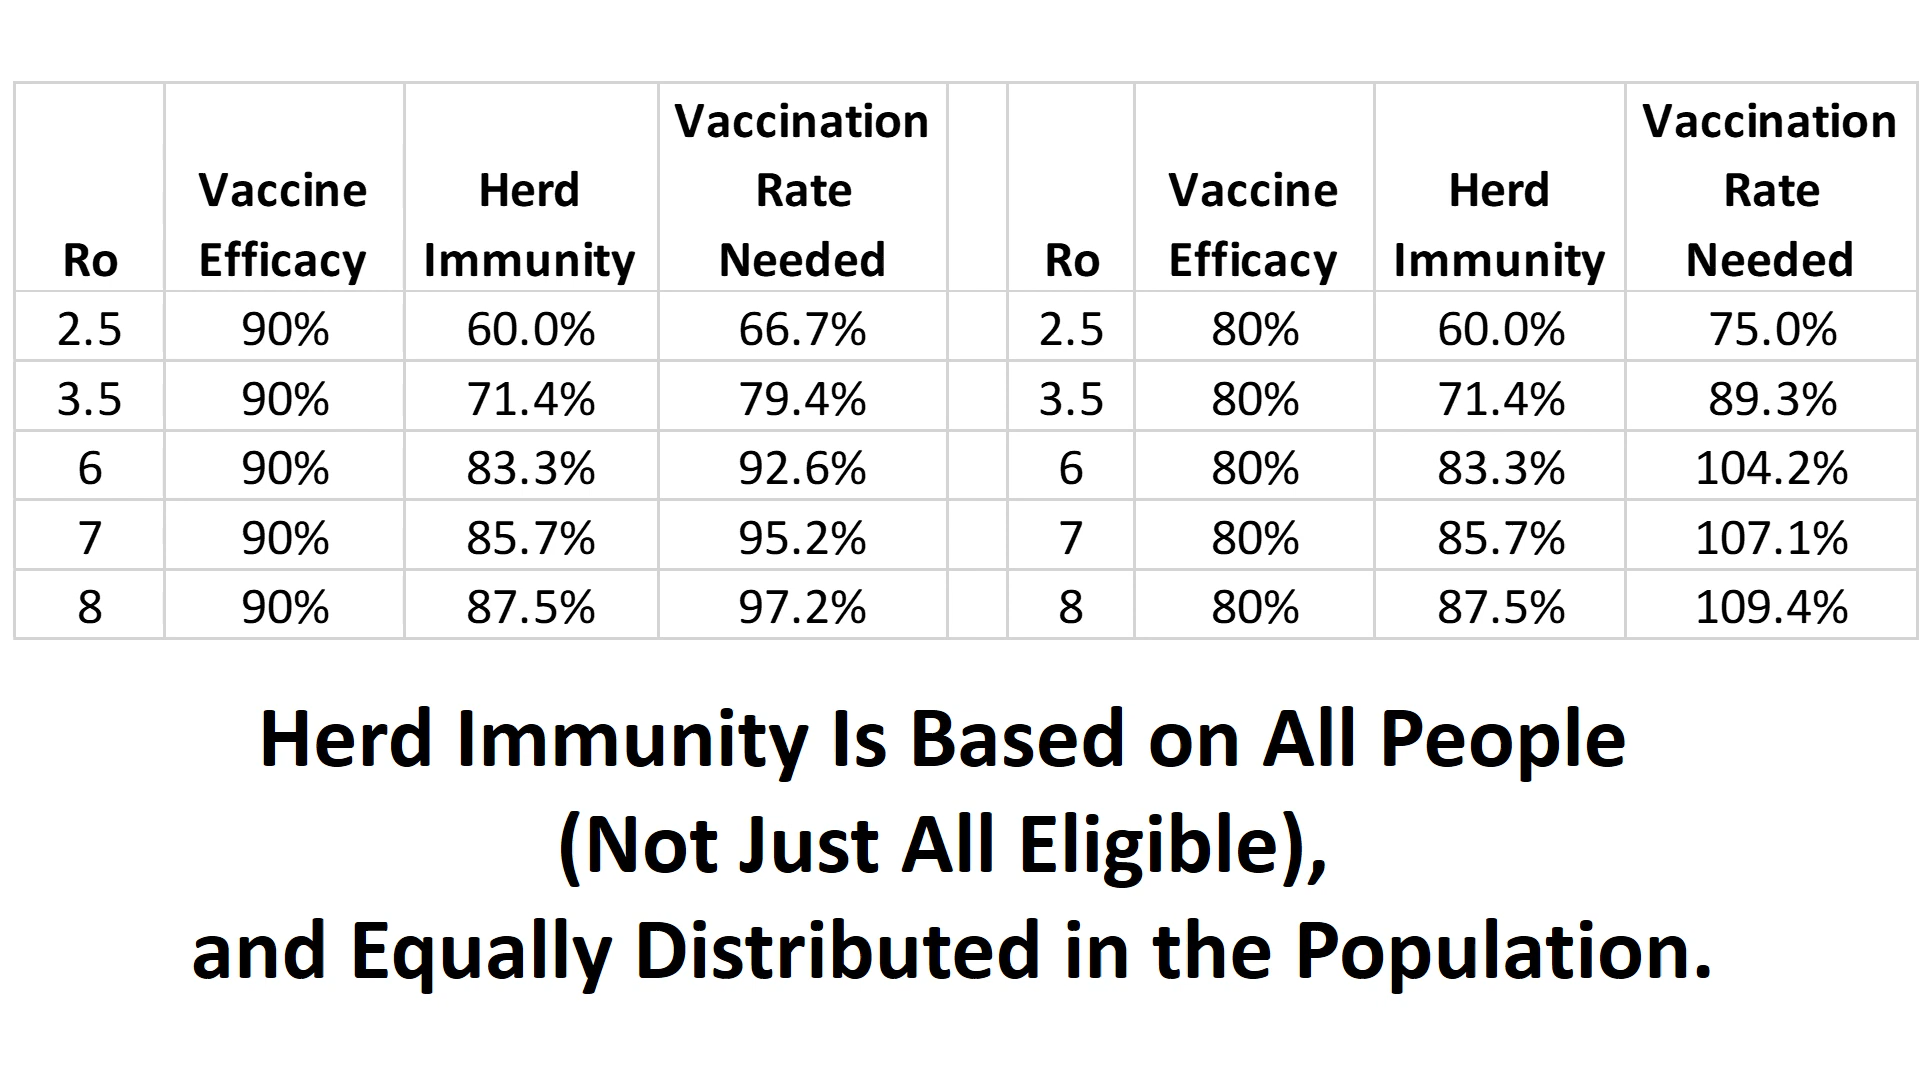 Ro Vaccine Efficacy Herd Immunity Vaccination Rate Needed Ro Vaccine Efficacy Herd Immunity Vaccination Rate Needed
2.5 90% 60.0% 66.7% 2.5 80% 60.0% 75.0%
3.5 90% 71.4% 79.4% 3.5 80% 71.4% 89.3%
6 90% 83.3% 92.6% 6 80% 83.3% 104.2%
7 90% 85.7% 95.2% 7 80% 85.7% 107.1%
8 90% 87.5% 97.2% 8 80% 87.5% 109.4%
Herd Immunity Is Based on All People
(Not Just All Eligible),
and Equally Distributed in the Population.